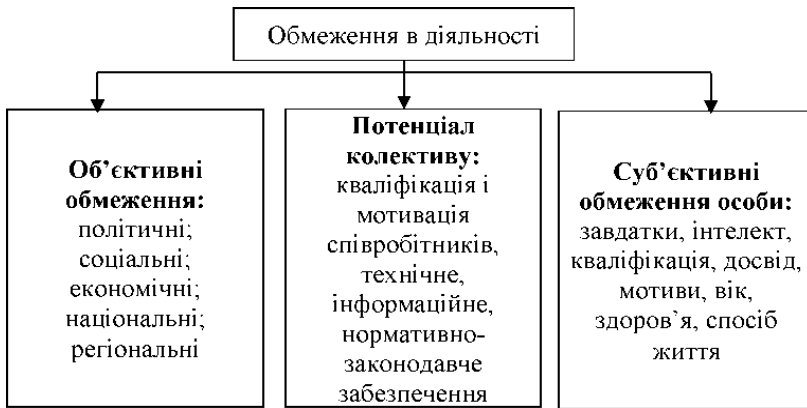 Обмеження в діяльності
Об’єктивні
обмеження:
політичні;
соціальні;
економічні;
національні;
регіональні
Потенціал
колективу:
кваліфікація і
мотивація
співробітників,
технічне,
інформаційне,
нормативно-
законодавче
забезпечення
Суб’єктивні
обмеження особи:
завдатки, інтелект,
кваліфікація, досвід,
мотиви, вік,
здоров’я, спосіб
життя